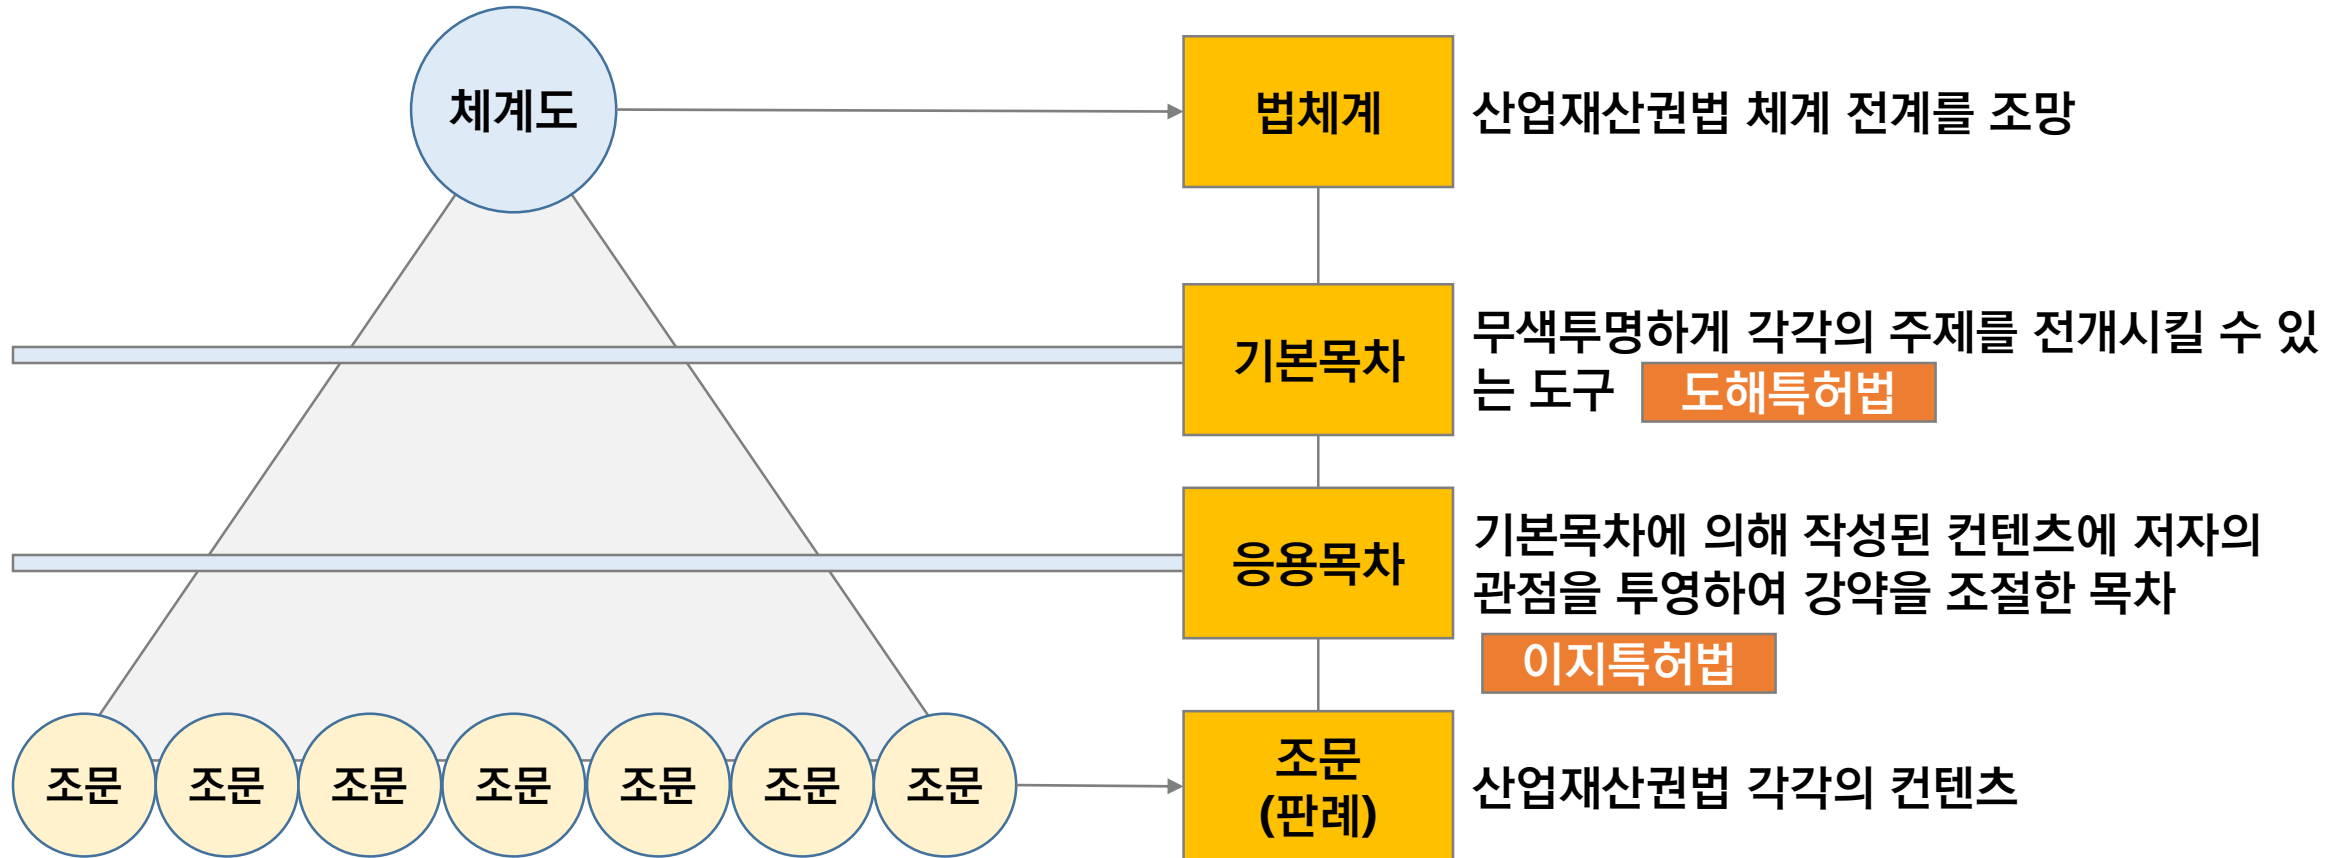 체계도
법체계
산업재산권법 체계 전계를 조망
기본목차
무색투명하게 각각의 주제를 전개시킬 수 있
는 도구
도해특허법
응용목차
기본목차에 의해 작성된 컨텐츠에 저자의
관점을 투영하여 강약을 조절한 목차
이지특허법
조문
조문
조문
조문
조문
조문
조문
조문
(판례)
산업재산권법 각각의 컨텐츠